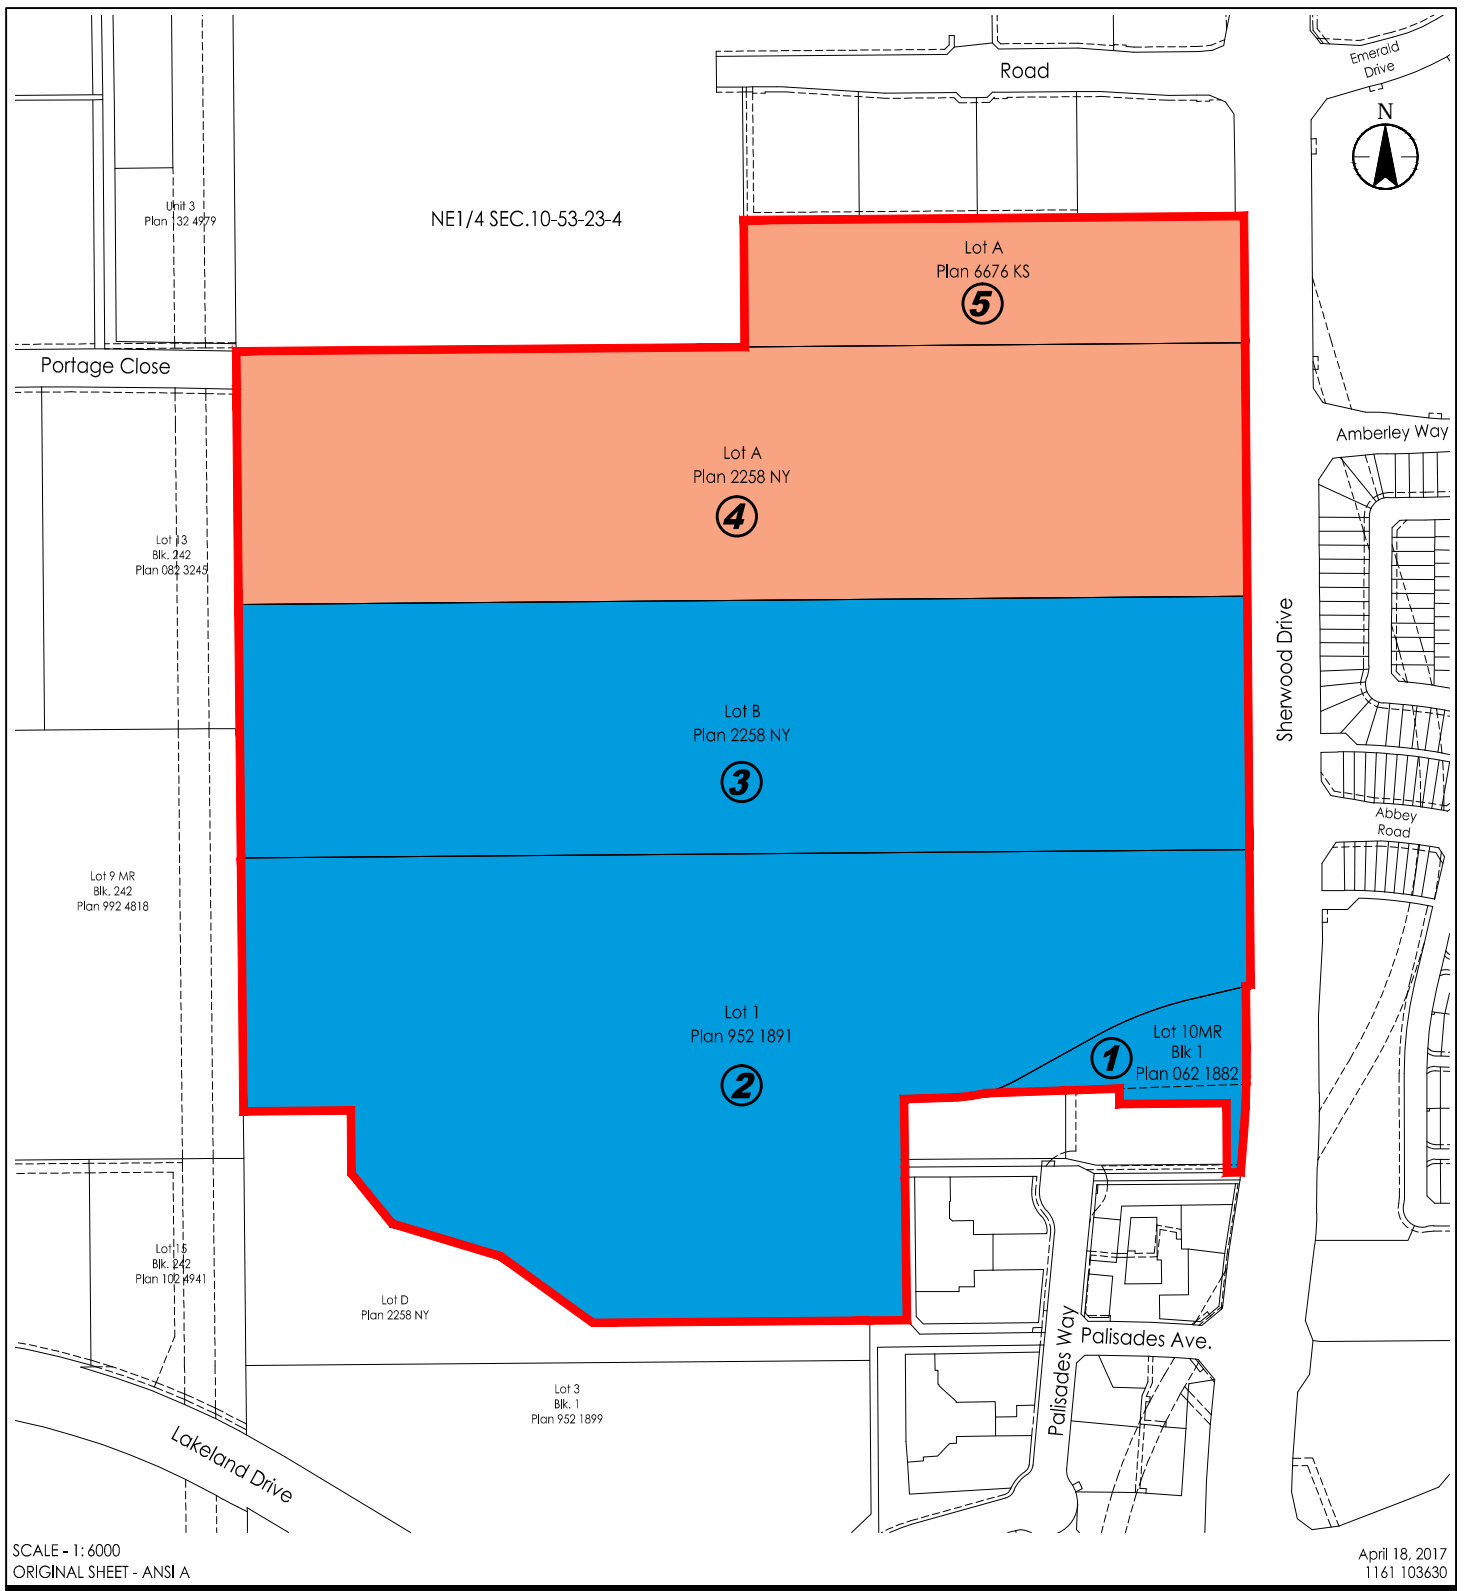 Road
Emerald
Drive
N
Unit 3
Plan 132 4979
NE1/4 SEC.10-53-23-4
Lot A
Plan 6676 KS
5
Portage Close
Amberley Way
Lot A
Plan 2258 NY
4
Lot 13
Blk. 242
Plan 082 3245
Sherwood Drive
Lot B
Plan 2258 NY
3
Abbey
Road
Lot 9 MR
Blk. 242
Plan 992 4818
Lot 1
Plan 952 1891
2
1
Lot 10MR
Blk 1
Plan 062 1882
Lot 15
Blk. 242
Plan 102 4941
Lot D
Plan 2258 NY
Palisades Way
Palisades Ave.
Lot 3
Blk. 1
Plan 952 1899
Lakeland Drive
SCALE - 1:6000
ORIGINAL SHEET - ANSI A
April 18, 2017
1161 103630